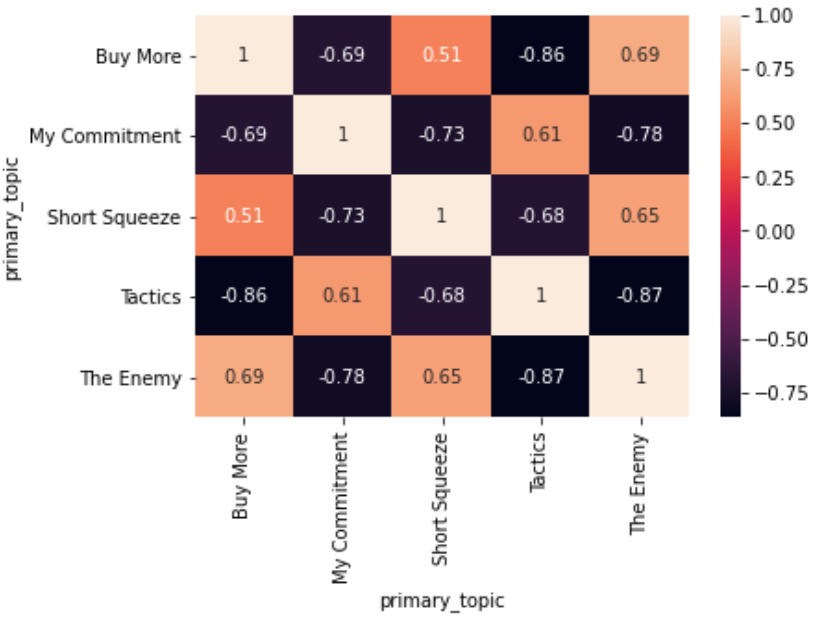 Buy More 1 -0.69 0.51 -0.86 0.69
My Commitment -0.69 1 -0.73 0.61 -0.78
Short Squeeze 0.51 -0.73 1 -0.68 0.65
Tactics -0.86 0.61 -0.68 1 -0.87
The Enemy 0.69 -0.78 0.65 -0.87 1
primary_topic
Buy More
My Commitment
Short Squeeze
Tactics
The Enemy
primary_topic
1.00
0.75
0.50
0.25
0.00
−0.25
−0.50
−0.75